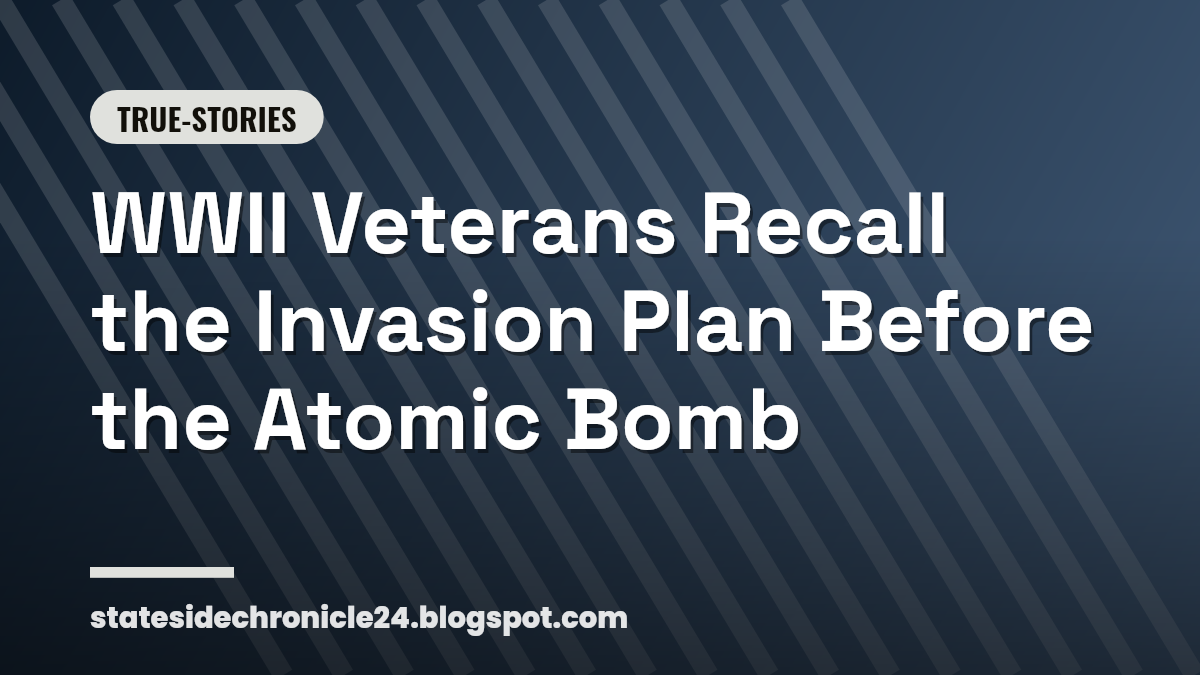 TRUE-STORIES
WWII Veterans Recall
the Invasion Plan Before
the Atomic Bomb
statesidechronicle24.blogspot.com